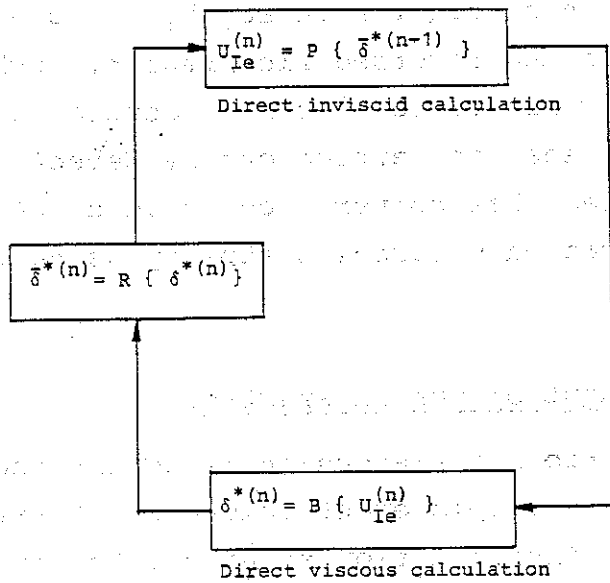 U_Ie^(n) = P { δ̄^*(n-1) }
Direct inviscid calculation
δ̄^*(n) = R { δ^*(n) }
δ^*(n) = B { U_Ie^(n) }
Direct viscous calculation